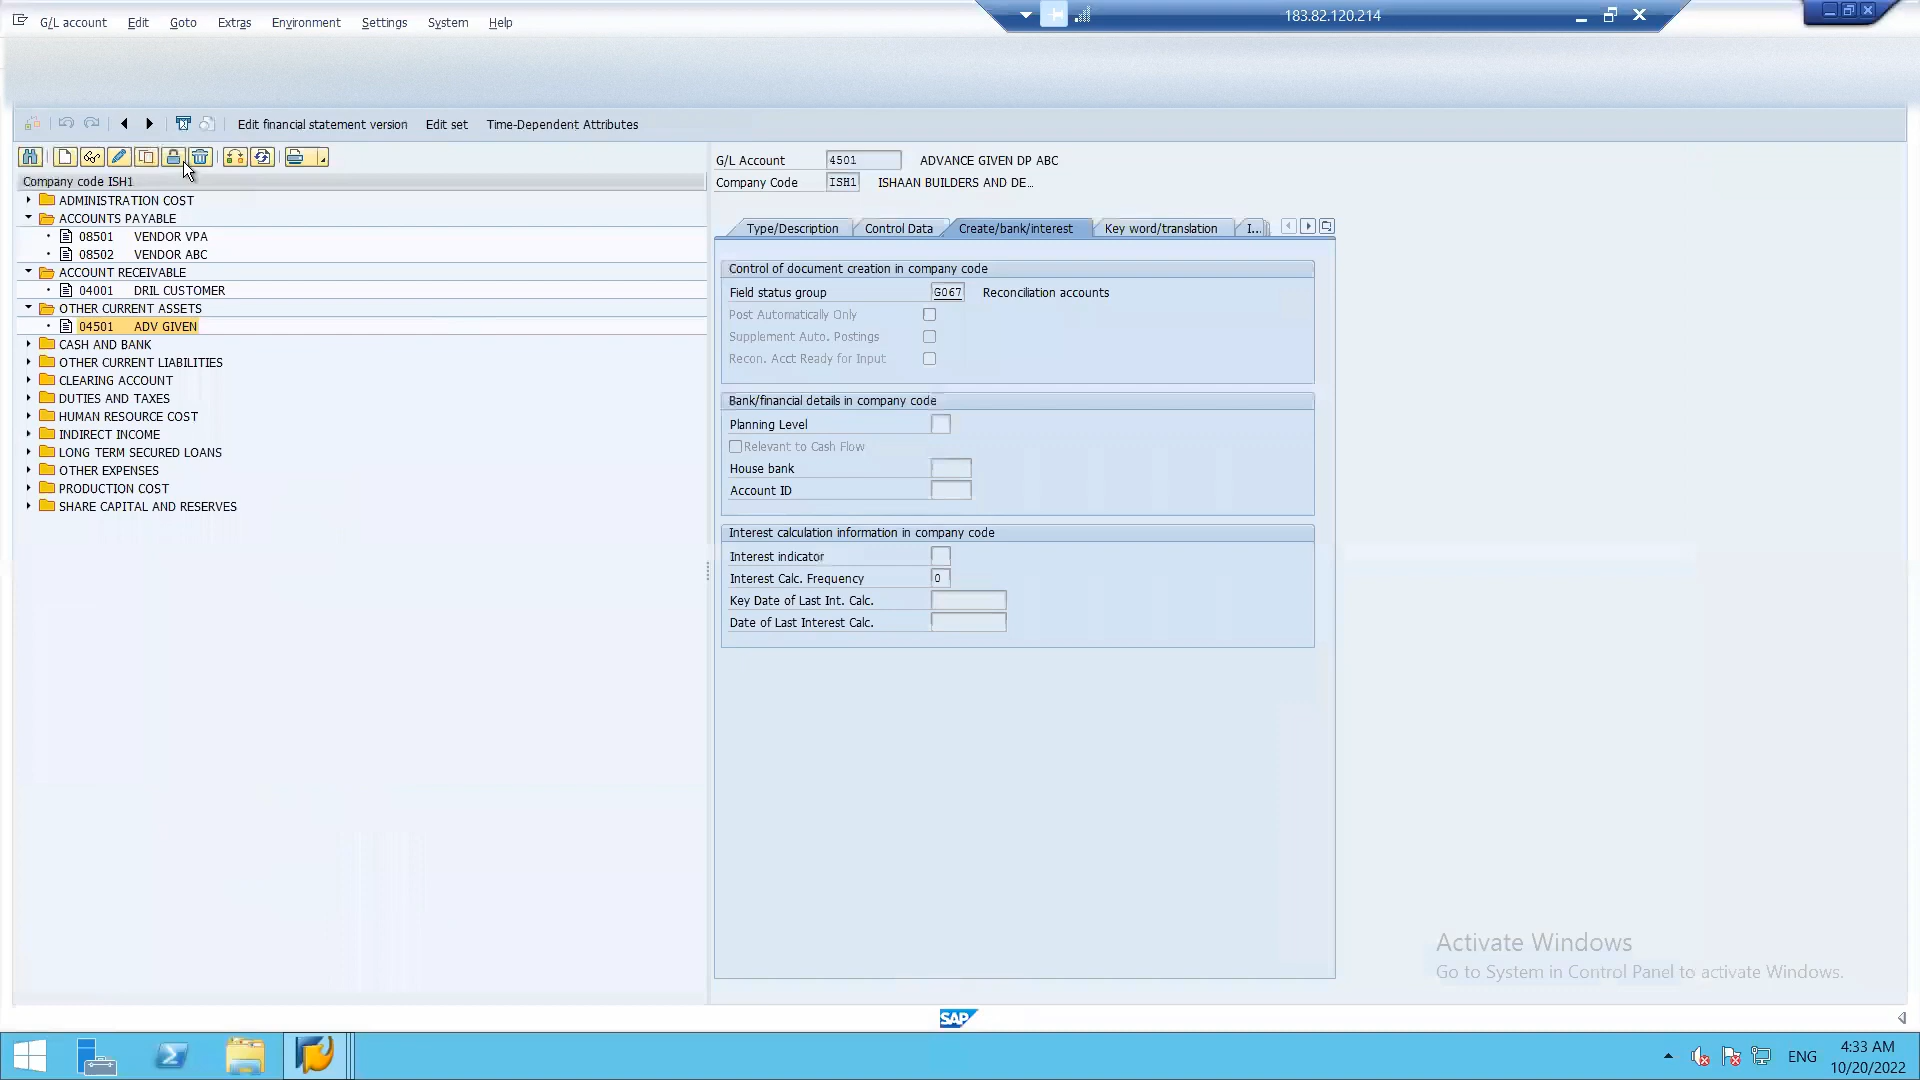 G/L account Edit Goto Extras Environment Settings System Help
183.82.120.214
Edit financial statement version Edit set Time-Dependent Attributes
Company code ISH1
ADMINISTRATION COST
ACCOUNTS PAYABLE
08501 VENDOR VPA
08502 VENDOR ABC
ACCOUNT RECEIVABLE
04001 DRIL CUSTOMER
OTHER CURRENT ASSETS
04501 ADV GIVEN
CASH AND BANK
OTHER CURRENT LIABILITIES
CLEARING ACCOUNT
DUTIES AND TAXES
HUMAN RESOURCE COST
INDIRECT INCOME
LONG TERM SECURED LOANS
OTHER EXPENSES
PRODUCTION COST
SHARE CAPITAL AND RESERVES
G/L Account 4501 ADVANCE GIVEN DP ABC
Company Code ISH1 ISHAAN BUILDERS AND DE...
Type/Description Control Data Create/bank/interest Key word/translation I...
Control of document creation in company code
Field status group G067 Reconciliation accounts
Post Automatically Only
Supplement Auto. Postings
Recon. Acct Ready for Input
Bank/financial details in company code
Planning Level
Relevant to Cash Flow
House bank
Account ID
Interest calculation information in company code
Interest indicator
Interest Calc. Frequency 0
Key Date of Last Int. Calc.
Date of Last Interest Calc.
Activate Windows
Go to System in Control Panel to activate Windows.
SAP
ENG
4:33 AM
10/20/2022